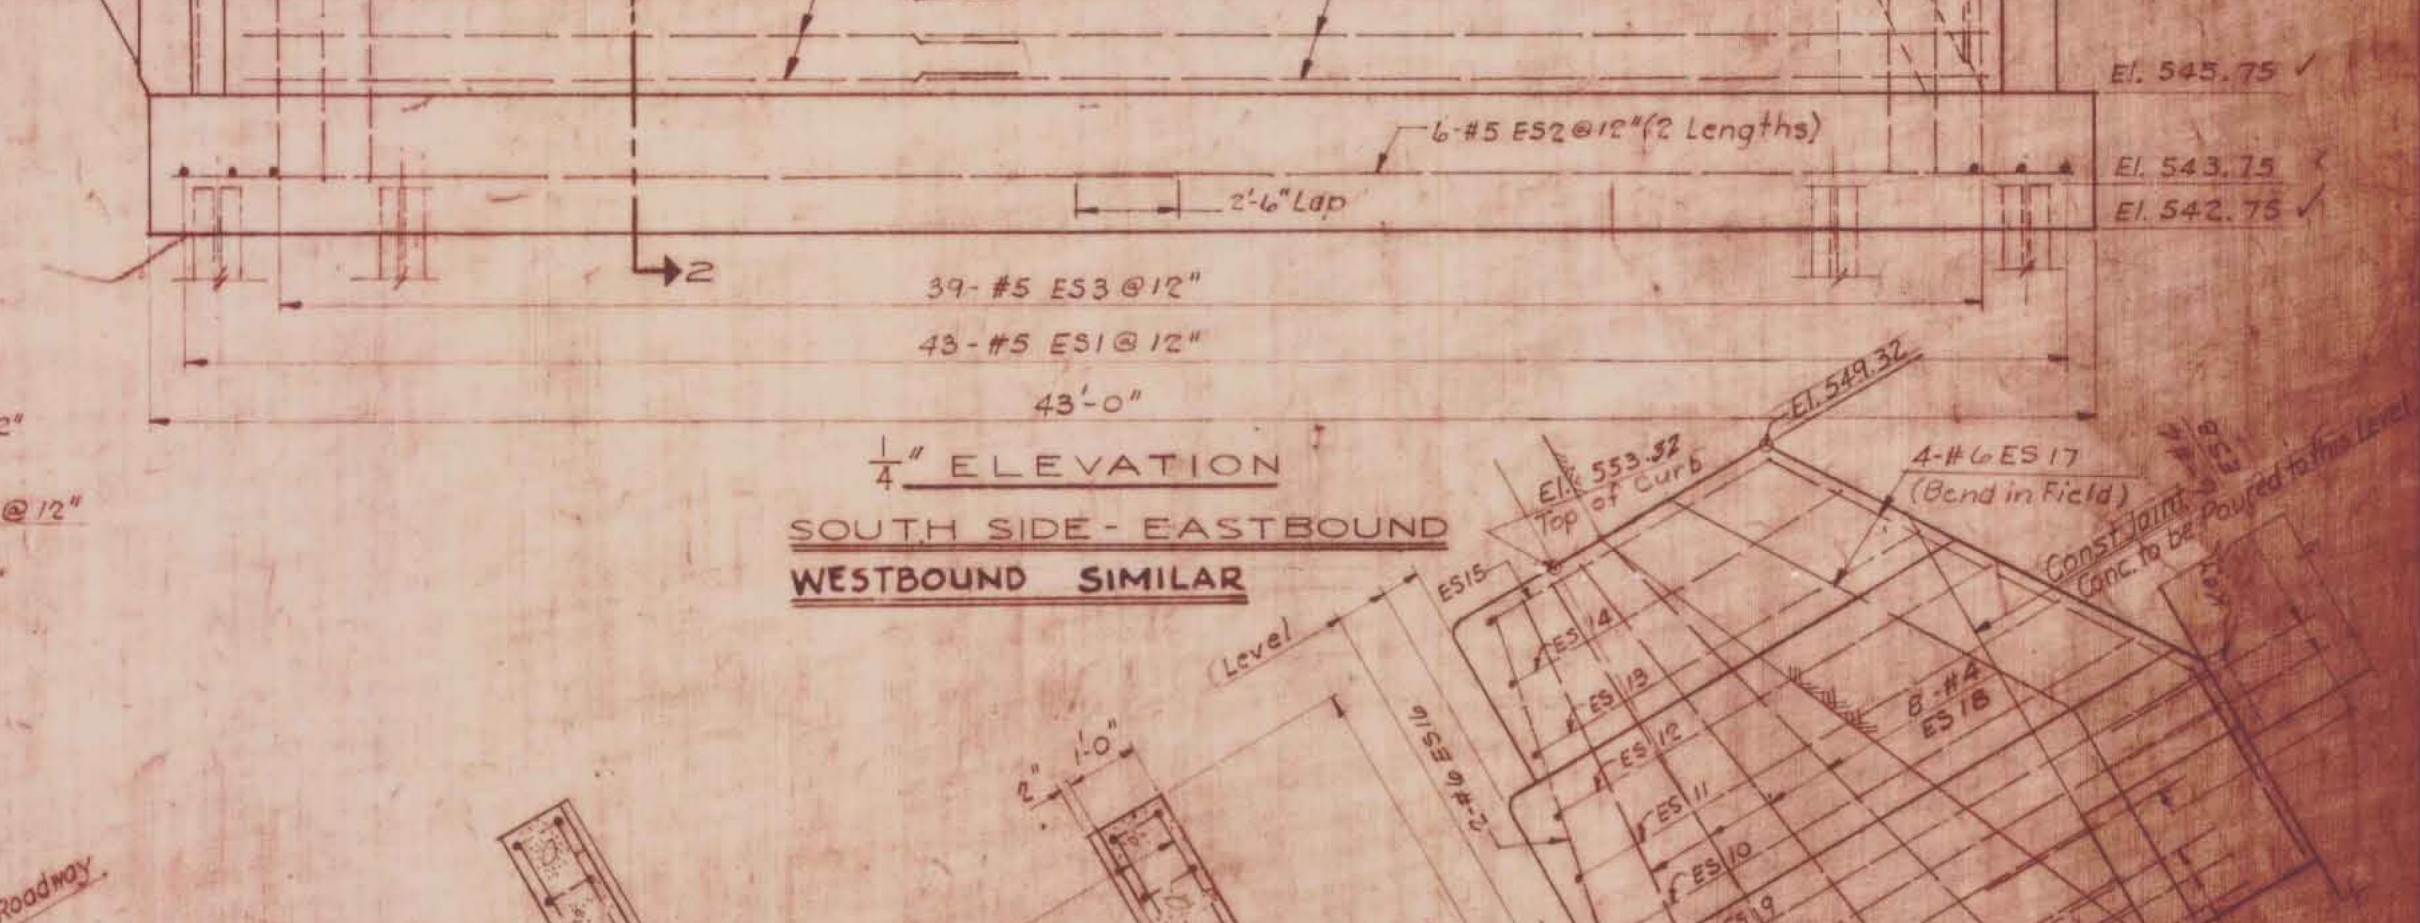 El. 545.75 ✓
6-#5 ES2@12"(2 Lengths)
El. 543.75
2'-6" Lap
El. 542.75 ✓
2
39-#5 ES3 @12"
43-#5 ES1@12"
43'-0"
2"
@ 12"
1/4" ELEVATION
SOUTH SIDE - EASTBOUND
WESTBOUND SIMILAR
El. 549.32
El. 553.32
Top of Curb
4-#6 ES17
(Bend in Field)
Const. Joint
Conc. to be Poured to this Level
ES15
(Level
ES14
ES13
ES12
ES11
ES10
ES9
2-#6 ES16
8-#4
ES18
1'-0"
2"
Roadway.